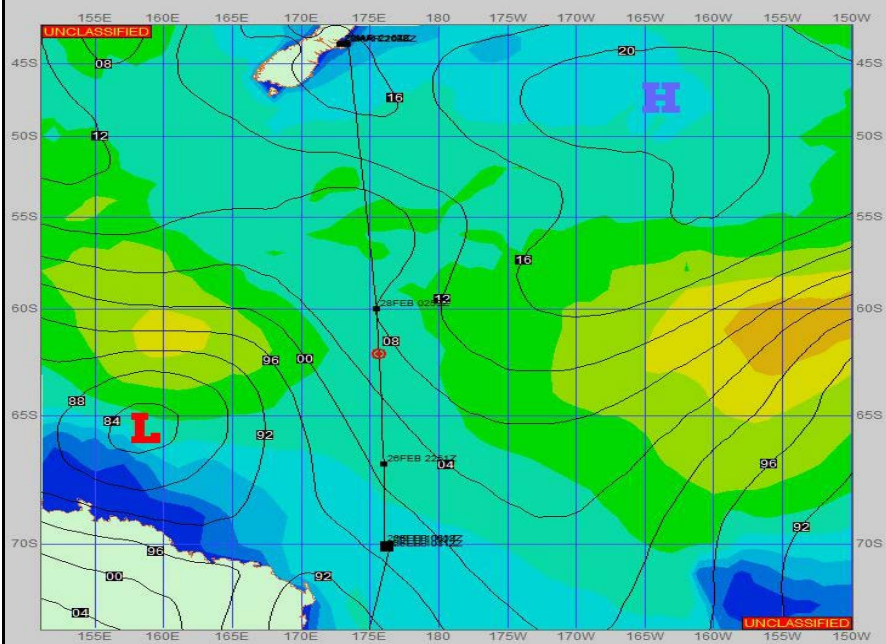 155E 160E 165E 170E 175E 180 175W 170W 165W 160W 155W 150W
UNCLASSIFIED
45S 08 20 45S
16 H
50S 12 50S
55S 55S
16
60S 28FEB 12 60S
08
96 00
88
65S 84 L 92 65S
26FEB 2251Z 04 96
92
70S 70S
96
00 92
04
UNCLASSIFIED
155E 160E 165E 170E 175E 180 175W 170W 165W 160W 155W 150W